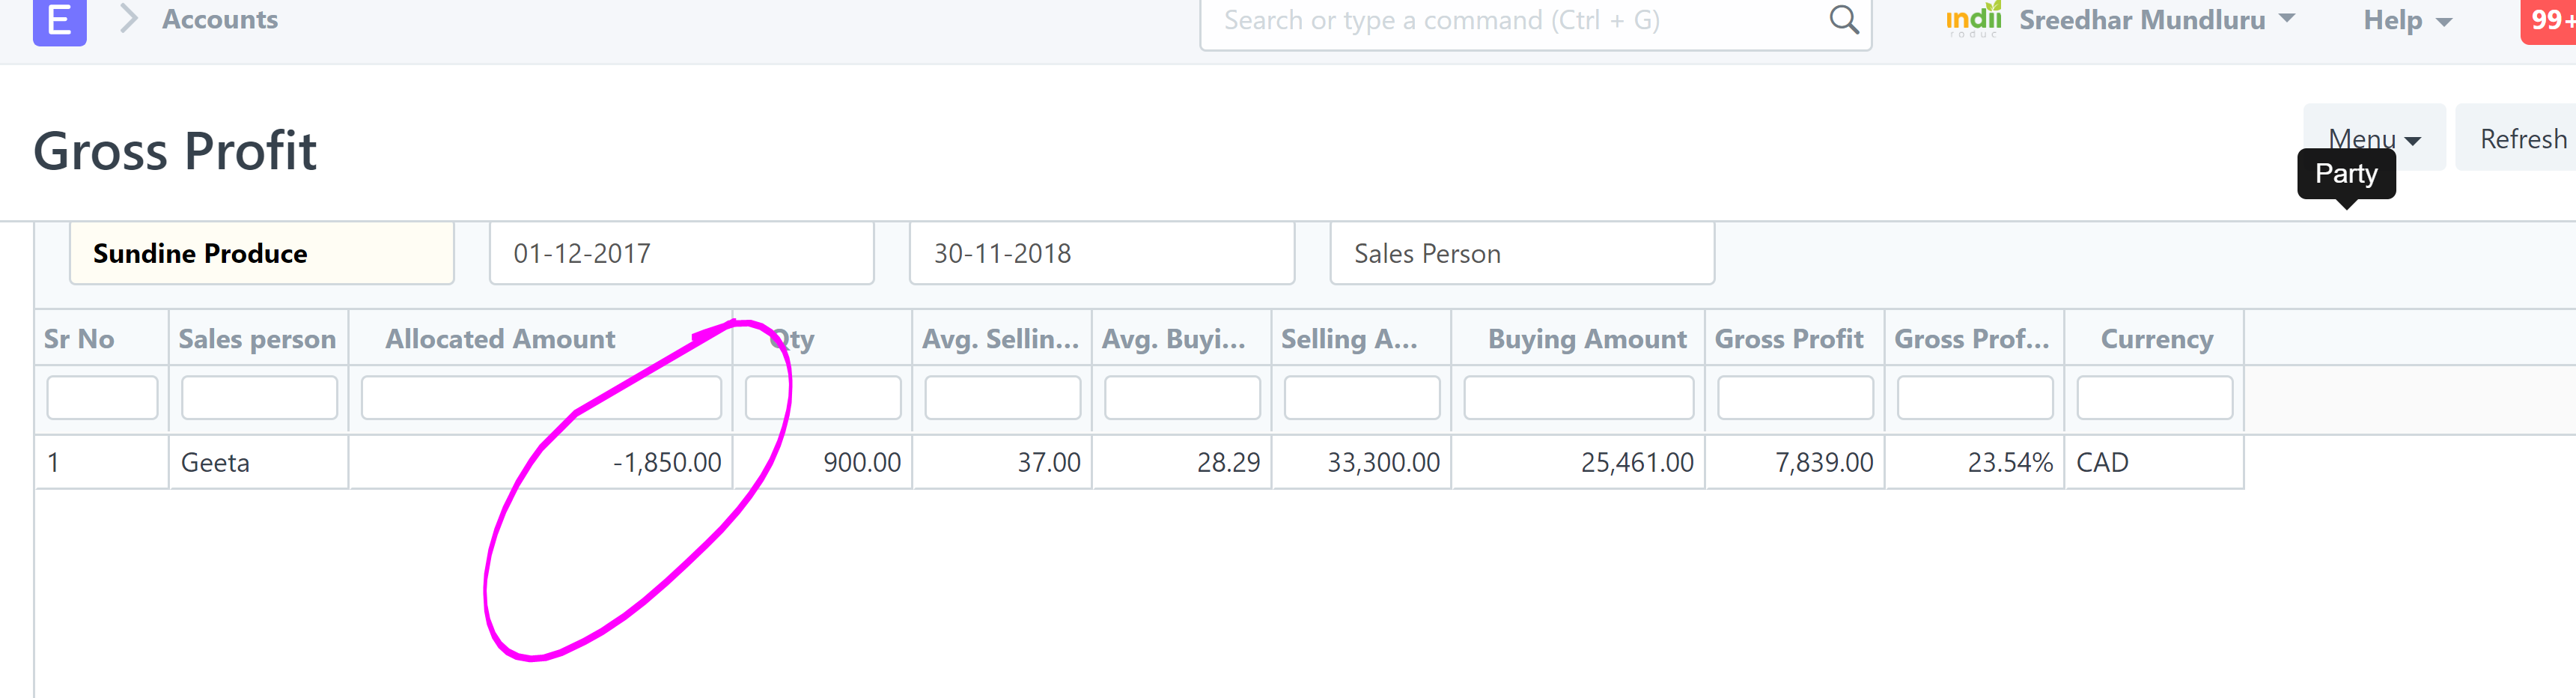 E Accounts Search or type a command (Ctrl + G) indii roduc Sreedhar Mundluru Help 99+
Gross Profit Menu Refresh
Party
Sundine Produce 01-12-2017 30-11-2018 Sales Person
Sr No Sales person Allocated Amount Qty Avg. Sellin... Avg. Buyi... Selling A... Buying Amount Gross Profit Gross Prof... Currency
1 Geeta -1,850.00 900.00 37.00 28.29 33,300.00 25,461.00 7,839.00 23.54% CAD